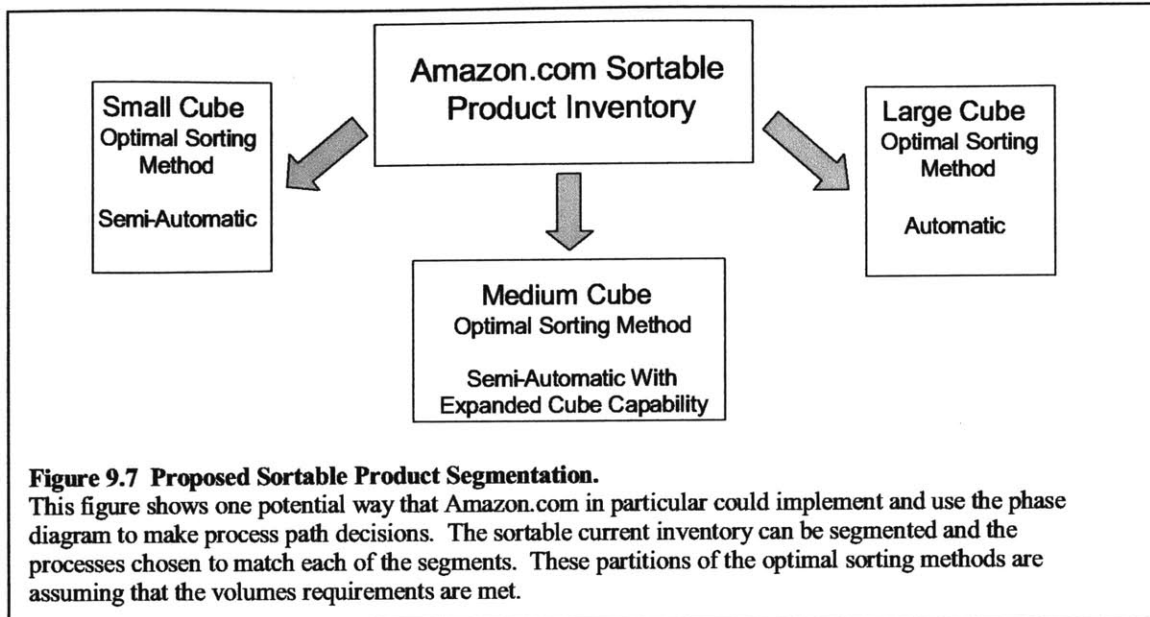 Amazon.com Sortable
Product Inventory
Small Cube
Optimal Sorting
Method
Semi-Automatic
Medium Cube
Optimal Sorting Method
Semi-Automatic With
Expanded Cube Capability
Large Cube
Optimal Sorting
Method
Automatic
Figure 9.7 Proposed Sortable Product Segmentation.
This figure shows one potential way that Amazon.com in particular could implement and use the phase
diagram to make process path decisions. The sortable current inventory can be segmented and the
processes chosen to match each of the segments. These partitions of the optimal sorting methods are
assuming that the volumes requirements are met.